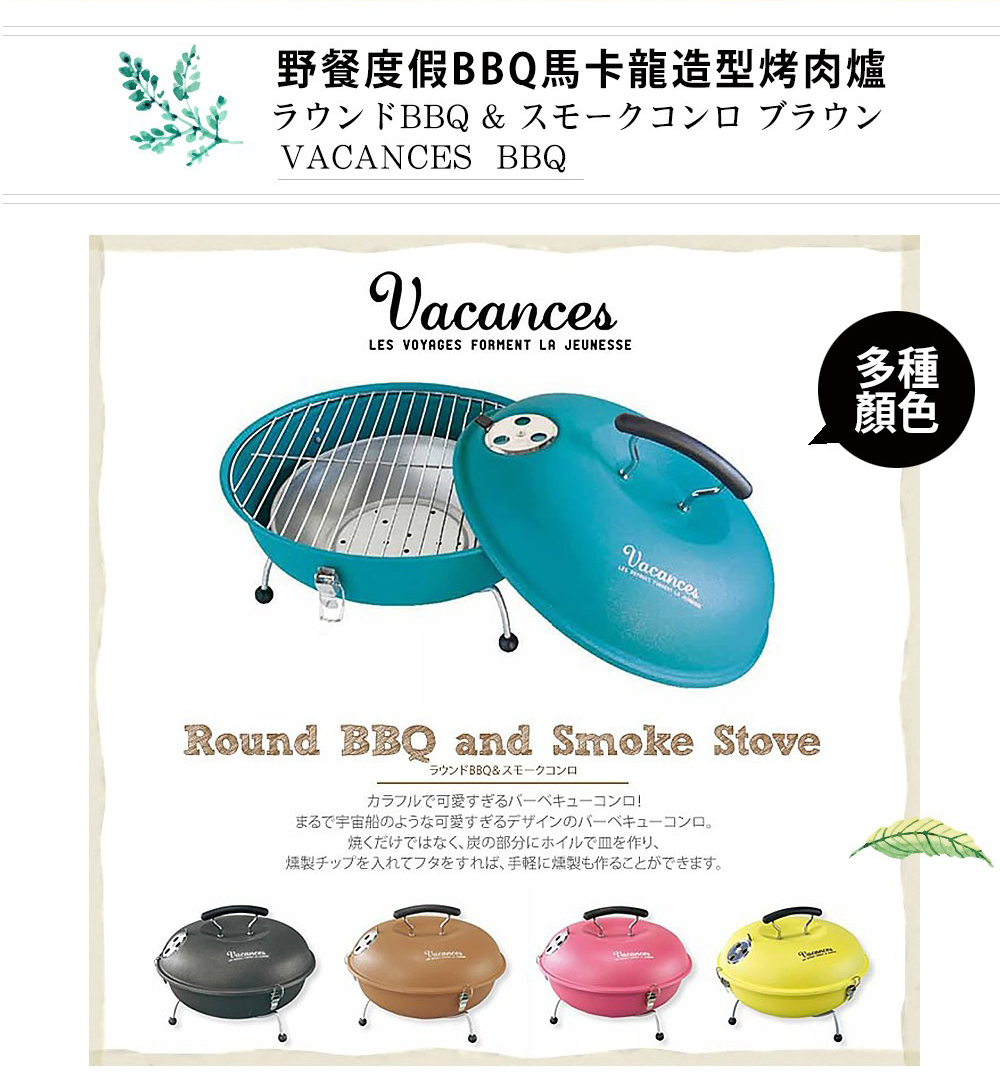 野餐度假BBQ馬卡龍造型烤肉爐
ラウンドBBQ & スモークコンロ ブラウン
VACANCES BBQ
Vacances
LES VOYAGES FORMENT LA JEUNESSE
多種
顏色
Vacances
LES VOYAGES FORMENT LA JEUNESSE
Round BBQ and Smoke Stove
ラウンドBBQ&スモークコンロ
カラフルで可愛すぎるバーベキューコンロ!
まるで宇宙船のような可愛すぎるデザインのバーベキューコンロ。
焼くだけではなく、炭の部分にホイルで皿を作り、
燻製チップを入れてフタをすれば、手軽に燻製も作ることができます。
Vacances
Vacances
Vacances
Vacances